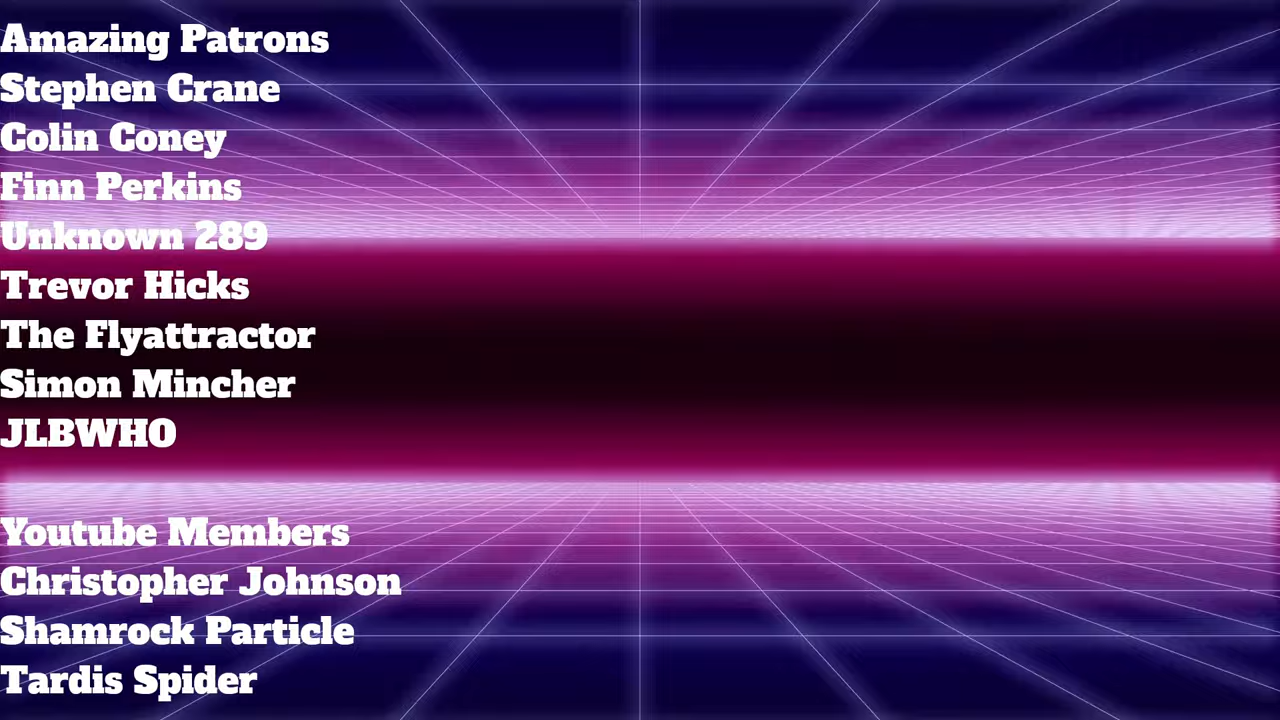 Amazing Patrons
Stephen Crane
Colin Coney
Finn Perkins
Unknown 289
Trevor Hicks
The Flyattractor
Simon Mincher
JLBWHO
Youtube Members
Christopher Johnson
Shamrock Particle
Tardis Spider